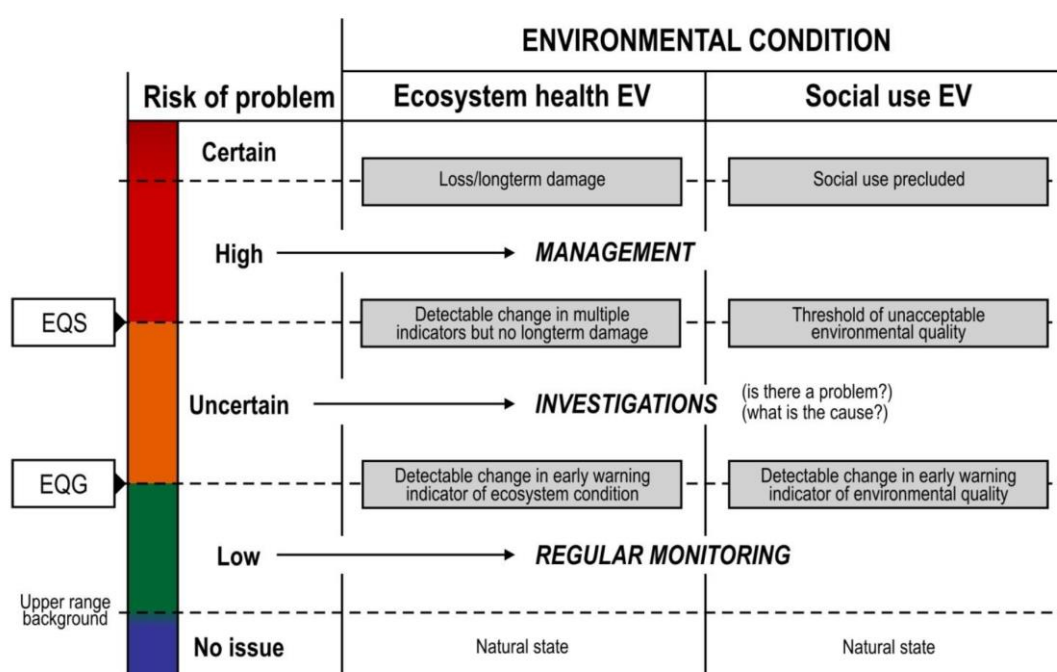 ENVIRONMENTAL CONDITION
Risk of problem
Ecosystem health EV
Social use EV
Certain
Loss/longterm damage
Social use precluded
High
MANAGEMENT
EQS
Detectable change in multiple
indicators but no longterm damage
Threshold of unacceptable
environmental quality
Uncertain
INVESTIGATIONS
(is there a problem?)
(what is the cause?)
EQG
Detectable change in early warning
indicator of ecosystem condition
Detectable change in early warning
indicator of environmental quality
Low
REGULAR MONITORING
Upper range
background
No issue
Natural state
Natural state